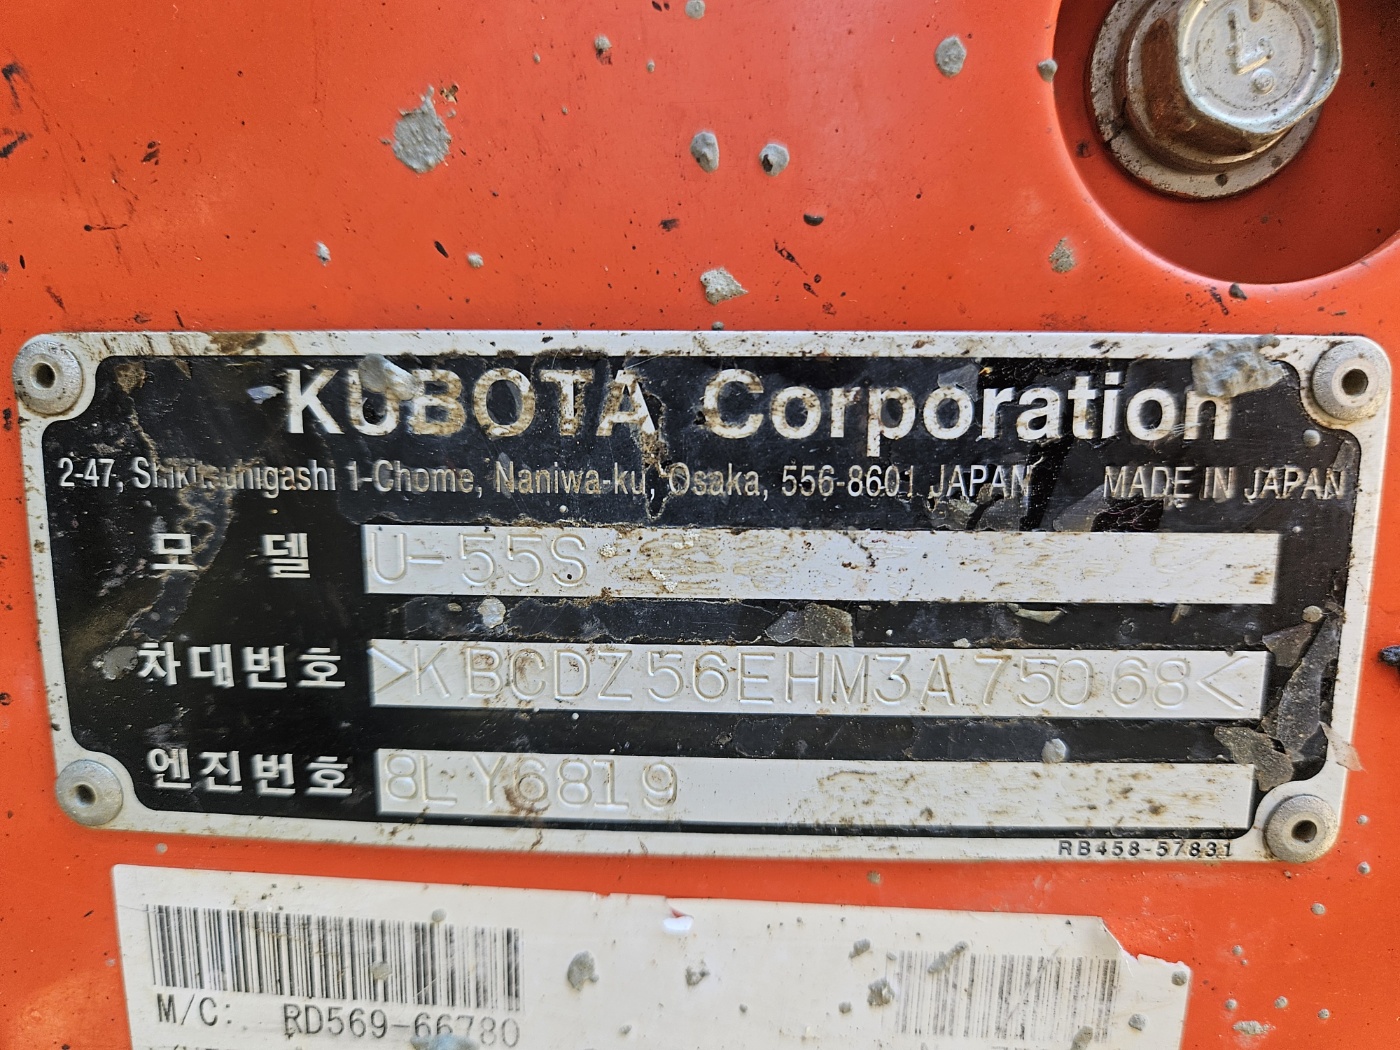 KUBOTA Corporation
2-47, Shikitsuhigashi 1-Chome, Naniwa-ku, Osaka, 556-8601 JAPAN MADE IN JAPAN
모 델 U-55S
차대번호 >KBCDZ56EHM3A75068<
엔진번호 8LY6819
RB458-57831
M/C: RD569-66780